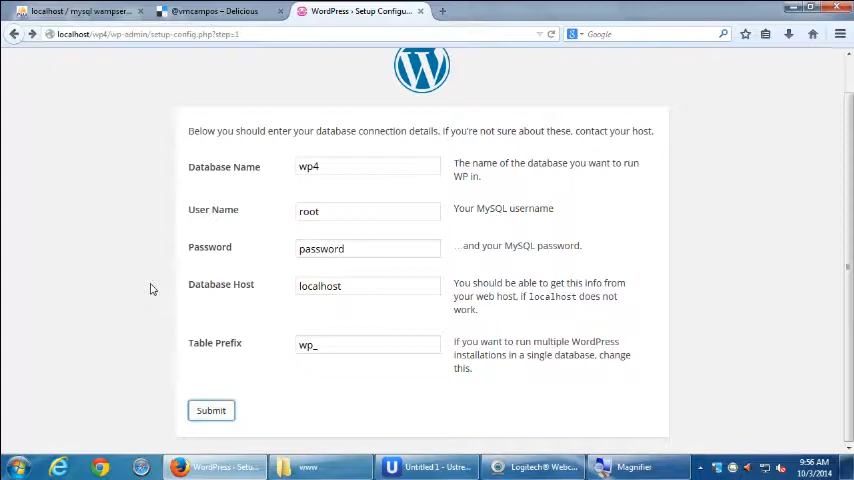 localhost / mysql wampser...
@vmcampos – Delicious
WordPress › Setup Configu...
localhost/wp4/wp-admin/setup-config.php?step=1
Google
Below you should enter your database connection details. If you're not sure about these, contact your host.
Database Name
wp4
The name of the database you want to run
WP in.
User Name
root
Your MySQL username
Password
password
...and your MySQL password.
Database Host
localhost
You should be able to get this info from
your web host, if localhost does not
work.
Table Prefix
wp_
If you want to run multiple WordPress
installations in a single database, change
this.
Submit
WordPress › Setu...
www
Untitled 1 - Ustre...
Logitech® Webc...
Magnifier
9:56 AM
10/3/2014